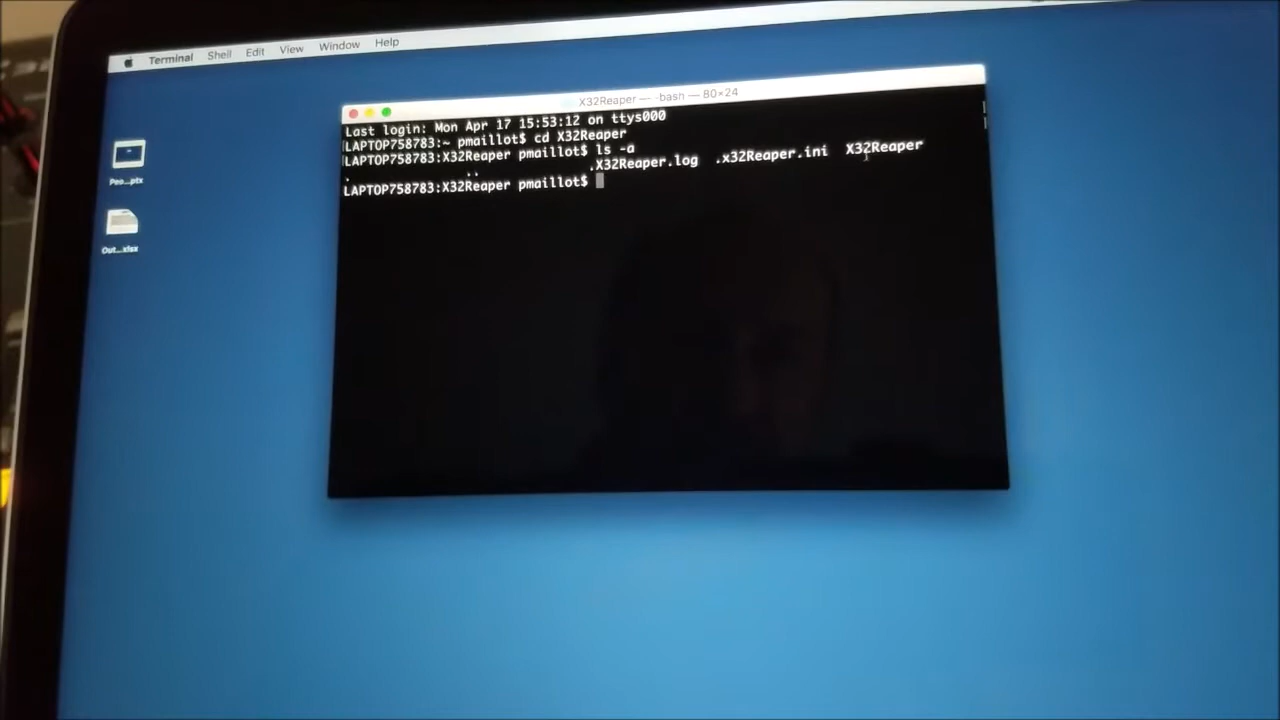 Terminal Shell Edit View Window Help
X32Reaper — -bash — 80×24
Last login: Mon Apr 17 15:53:12 on ttys000
LAPTOP758783:~ pmaillot$ cd X32Reaper
LAPTOP758783:X32Reaper pmaillot$ ls -a
. .. .X32Reaper.log .x32Reaper.ini X32Reaper
LAPTOP758783:X32Reaper pmaillot$
Peo...ptx
Out...xlsx